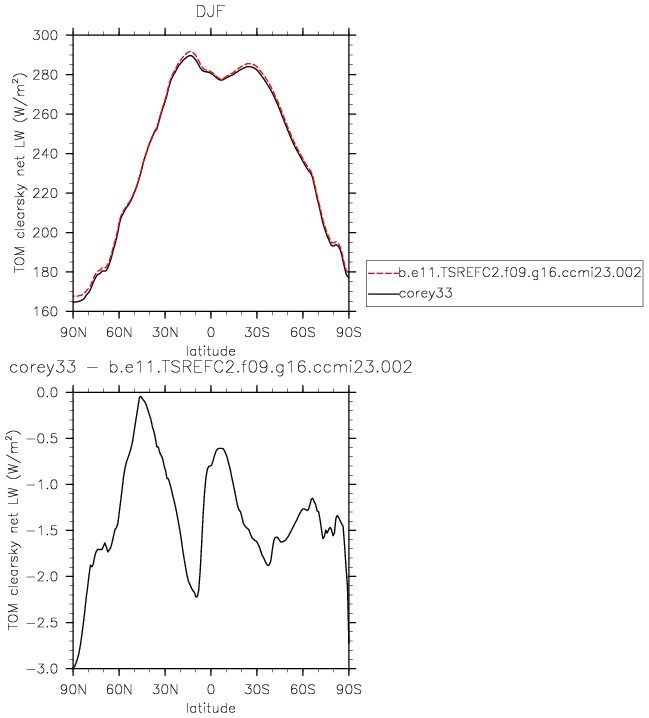 DJF
TOM clearsky net LW (W/m²)
300
280
260
240
220
200
180
160
90N 60N 30N 0 30S 60S 90S
latitude
b.e11.TSREFC2.f09.g16.ccmi23.002
corey33
corey33 − b.e11.TSREFC2.f09.g16.ccmi23.002
TOM clearsky net LW (W/m²)
0.0
−0.5
−1.0
−1.5
−2.0
−2.5
−3.0
90N 60N 30N 0 30S 60S 90S
latitude